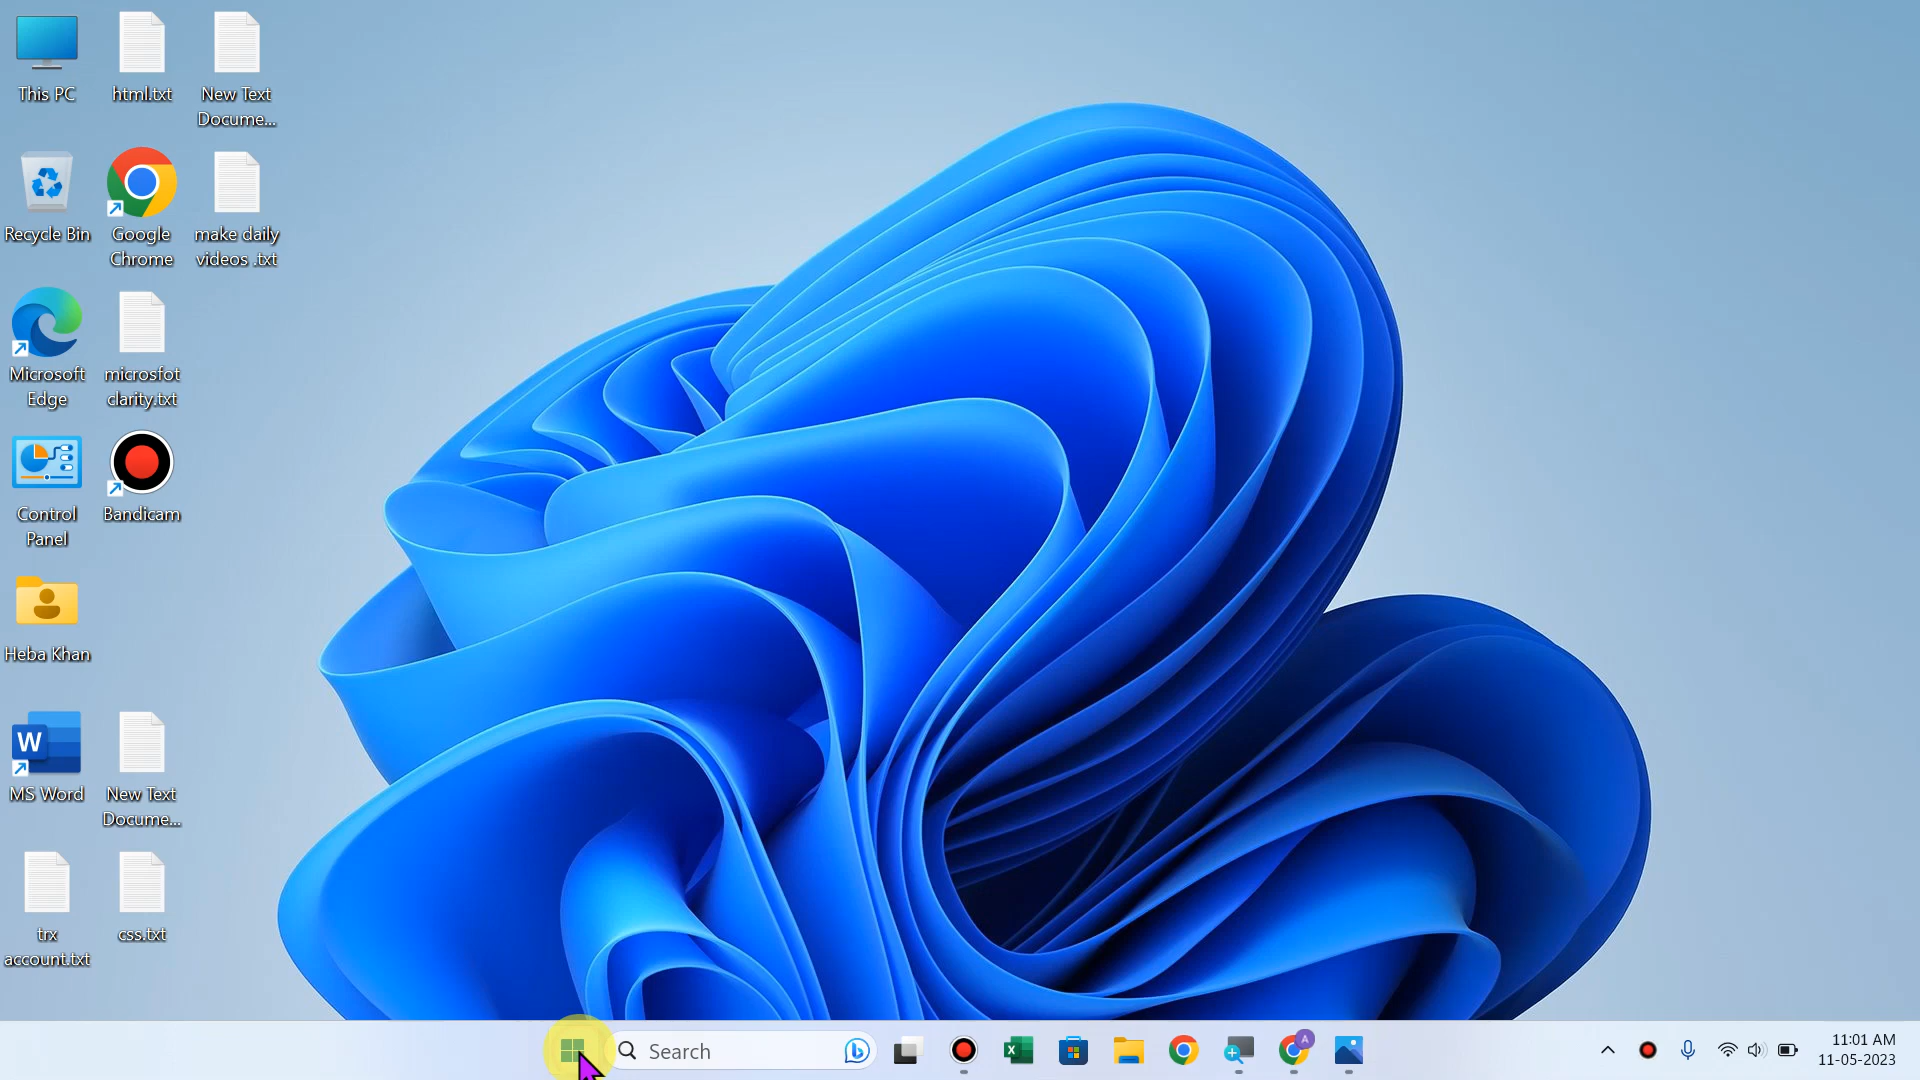 This PC
html.txt
New Text
Docume...
Recycle Bin
Google
Chrome
make daily
videos .txt
Microsoft
Edge
microsfot
clarity.txt
Control
Panel
Bandicam
Heba Khan
W
MS Word
New Text
Docume...
trx
account.txt
css.txt
Search
A
11:01 AM
11-05-2023